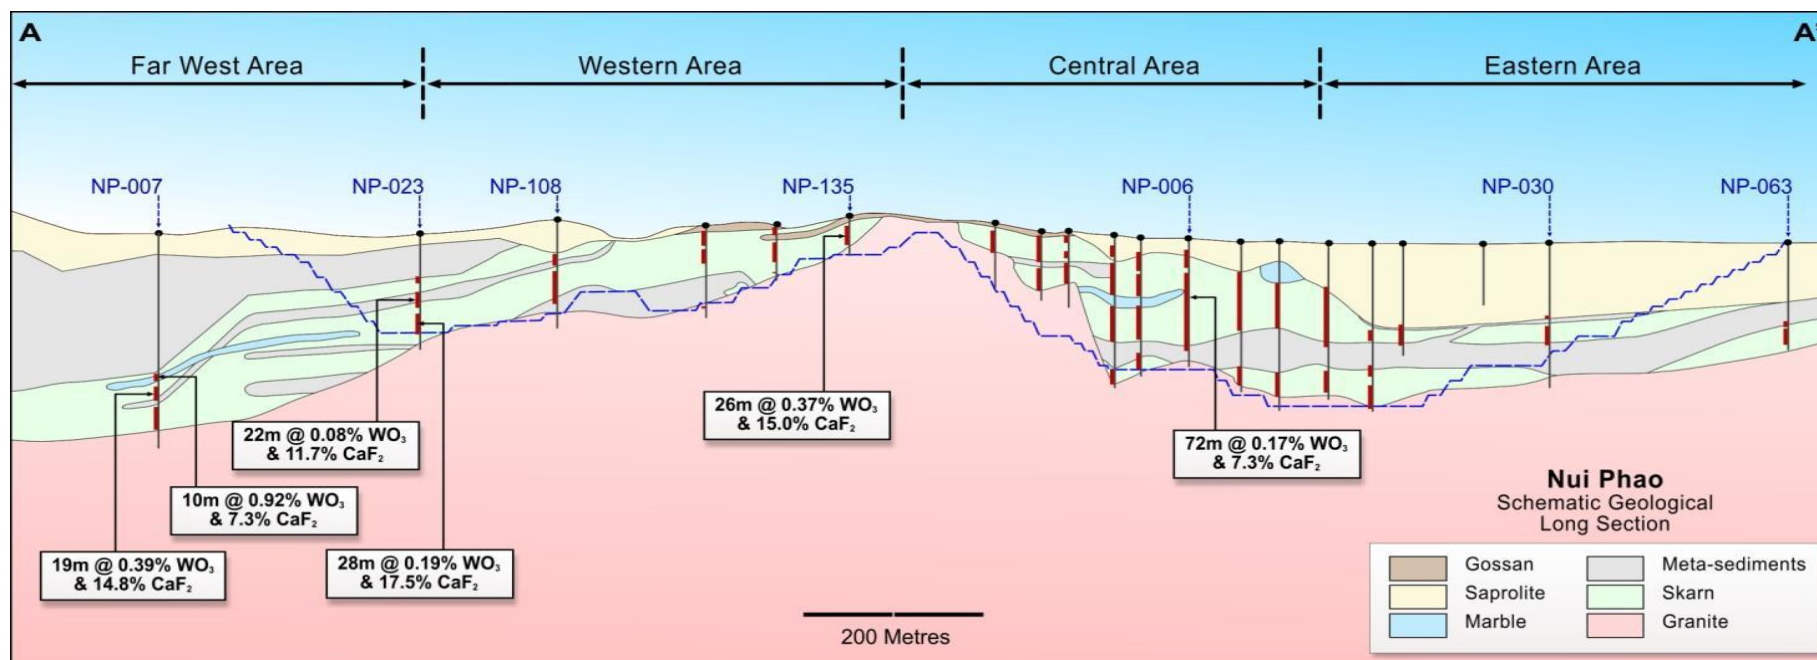 A
A'
Far West Area
Western Area
Central Area
Eastern Area
NP-007
NP-023
NP-108
NP-135
NP-006
NP-030
NP-063
26m @ 0.37% WO₃
& 15.0% CaF₂
22m @ 0.08% WO₃
& 11.7% CaF₂
72m @ 0.17% WO₃
& 7.3% CaF₂
10m @ 0.92% WO₃
& 7.3% CaF₂
19m @ 0.39% WO₃
& 14.8% CaF₂
28m @ 0.19% WO₃
& 17.5% CaF₂
Nui Phao
Schematic Geological
Long Section
Gossan
Saprolite
Marble
Meta-sediments
Skarn
Granite
200 Metres